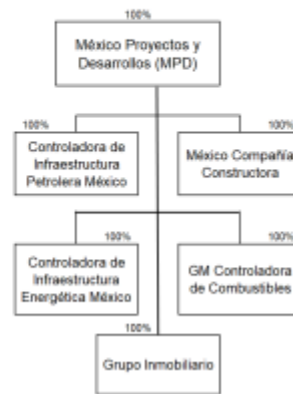 100%
México Proyectos y
Desarrollos (MPD)
100%
Controladora de
Infraestructura
Petrolera México
100%
México Compañía
Constructora
100%
Controladora de
Infraestructura
Energética México
100%
GM Controladora
de Combustibles
100%
Grupo Inmobiliario